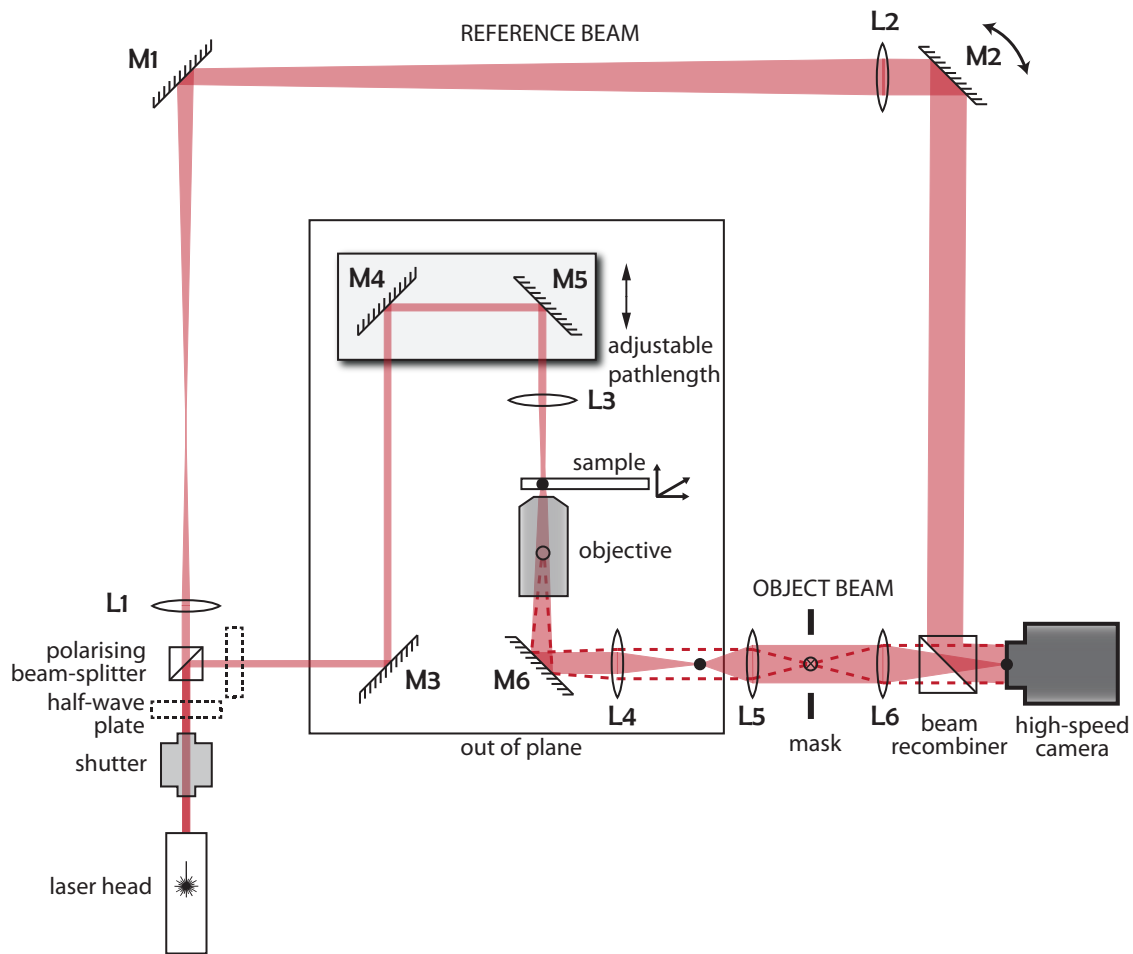 REFERENCE BEAM
L2
M1
M2
M4
M5
adjustable
pathlength
L3
sample
objective
L1
OBJECT BEAM
polarising
beam-splitter
M3
M6
half-wave
plate
L4
L5
L6
out of plane
mask
beam
recombiner
high-speed
camera
shutter
laser head